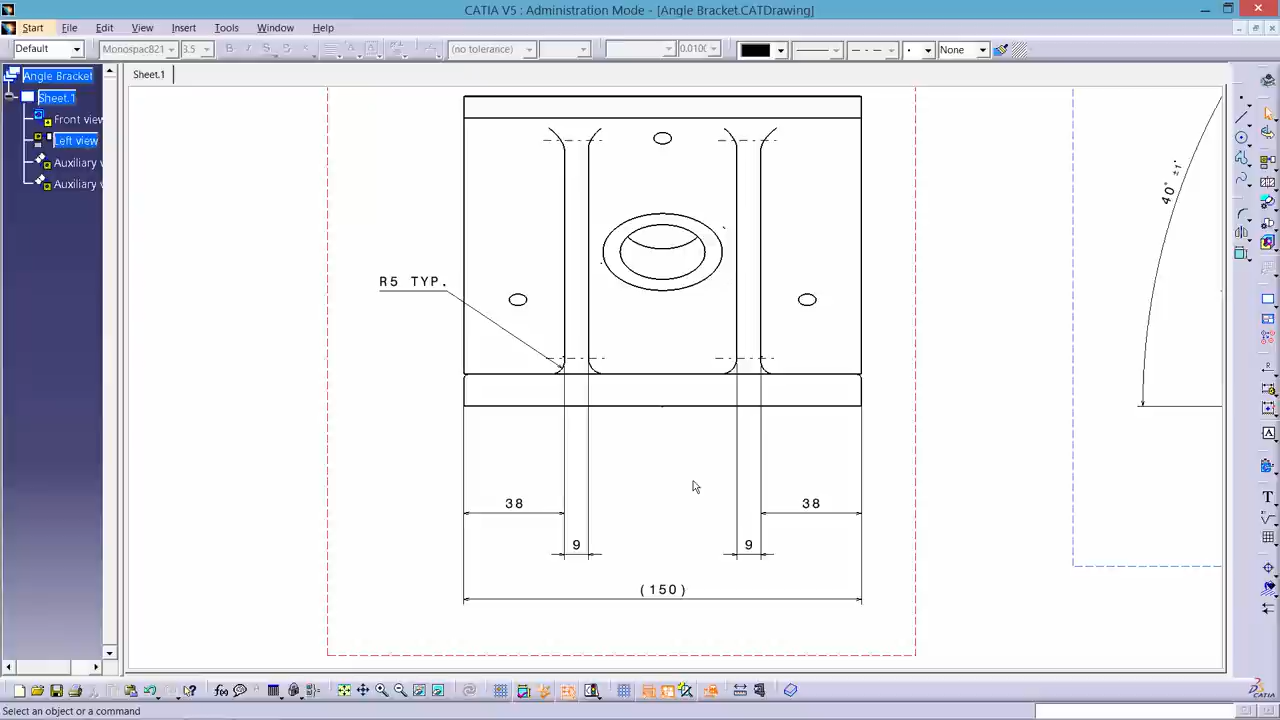 CATIA V5 : Administration Mode - [Angle Bracket.CATDrawing]
Start File Edit View Insert Tools Window Help
Default Monospac821 3.5 B I S S (no tolerance) 0.010 None
Angle Bracket
Sheet.1
Sheet.1
Front view
Left view
Auxiliary v
Auxiliary v
40° ±1°
R5 TYP.
38
38
9
9
(150)
CATIA
Select an object or a command